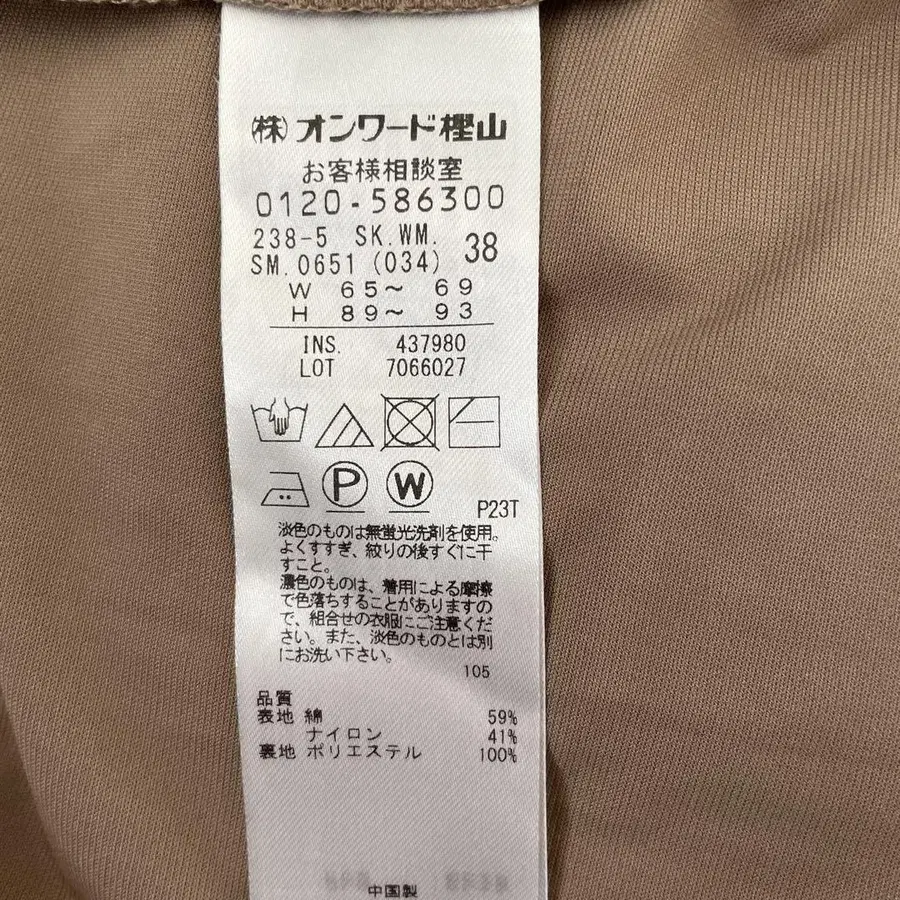 ㈱オンワード樫山
お客様相談室
0120-586300
238-5 SK.WM. 38
SM.0651 (034)
W 65～ 69
H 89～ 93
INS. 437980
LOT 7066027
P
W
P23T
淡色のものは無蛍光洗剤を使用。
よくすすぎ、絞りの後すぐに干
すこと。
濃色のものは、着用による摩擦
で色落ちすることがありますの
で、組合せの衣服にご注意くだ
さい。また、淡色のものとは別
にお洗い下さい。
105
品質
表地 綿 59%
ナイロン 41%
裏地 ポリエステル 100%
中国製